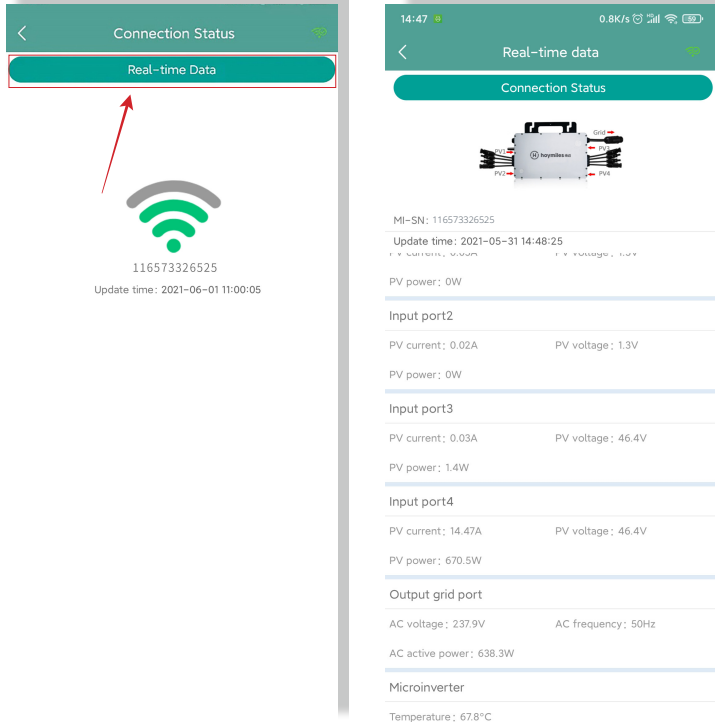 Connection Status
Real-time Data
116573326525
Update time: 2021-06-01 11:00:05
14:47
0.8K/s
59
Real-time data
Connection Status
Grid
PV1
PV3
hoymiles
PV2
PV4
MI-SN: 116573326525
Update time: 2021-05-31 14:48:25
PV power: 0W
Input port2
PV current: 0.02A PV voltage: 1.3V
PV power: 0W
Input port3
PV current: 0.03A PV voltage: 46.4V
PV power: 1.4W
Input port4
PV current: 14.47A PV voltage: 46.4V
PV power: 670.5W
Output grid port
AC voltage: 237.9V AC frequency: 50Hz
AC active power: 638.3W
Microinverter
Temperature: 67.8°C